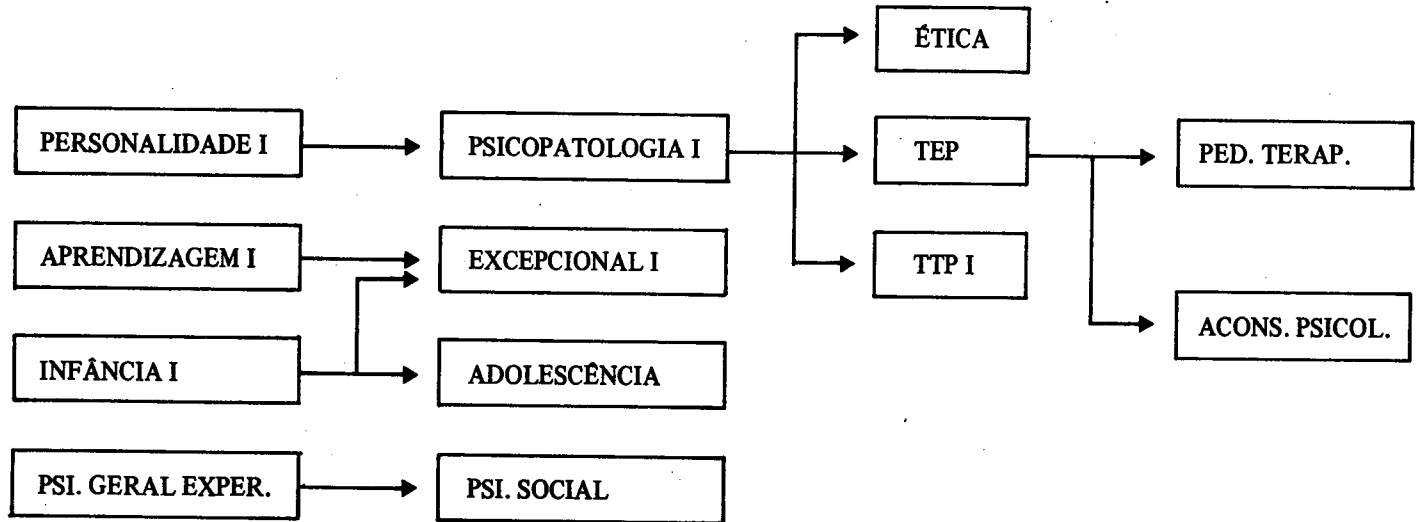 ÉTICA
PERSONALIDADE I
PSICOPATOLOGIA I
TEP
PED. TERAP.
APRENDIZAGEM I
EXCEPCIONAL I
TTP I
ACONS. PSICOL.
INFÂNCIA I
ADOLESCÊNCIA
PSI. GERAL EXPER.
PSI. SOCIAL